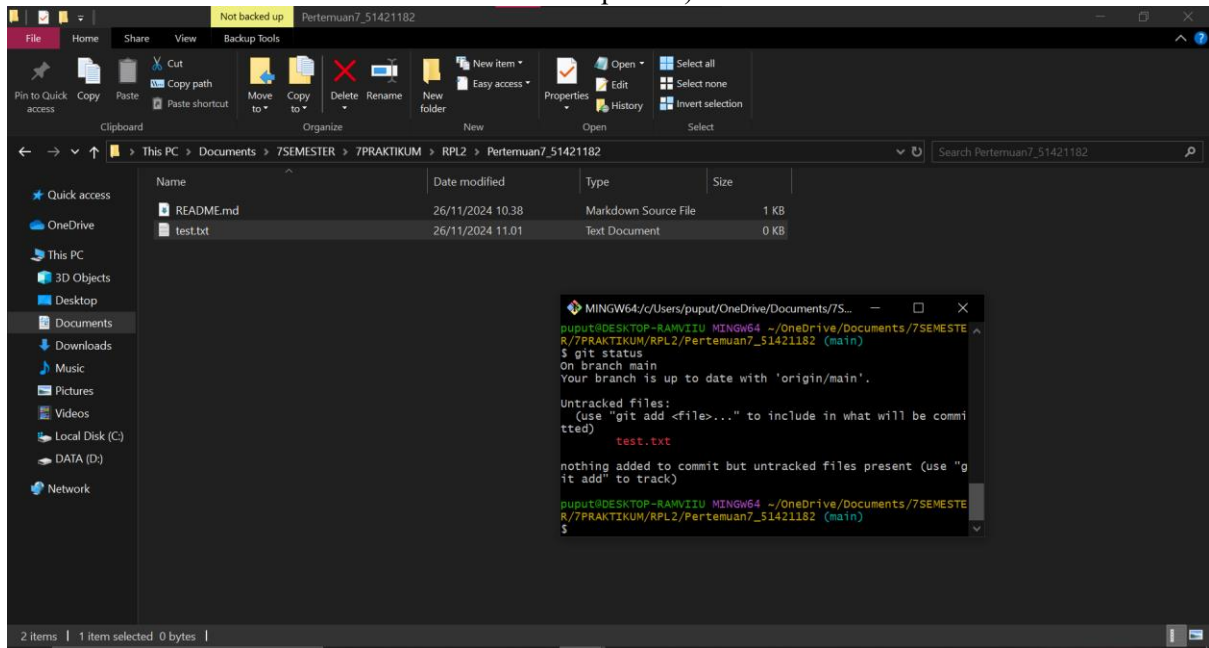 Not backed up Pertemuan7_51421182
File Home Share View Backup Tools
Pin to Quick access
Copy
Paste
Cut
Copy path
Paste shortcut
Clipboard
Move to
Copy to
Delete
Rename
Organize
New folder
New item
Easy access
New
Properties
Open
Edit
History
Open
Select all
Select none
Invert selection
Select
This PC > Documents > 7SEMESTER > 7PRAKTIKUM > RPL2 > Pertemuan7_51421182
Search Pertemuan7_51421182
Quick access
OneDrive
This PC
3D Objects
Desktop
Documents
Downloads
Music
Pictures
Videos
Local Disk (C:)
DATA (D:)
Network
Name Date modified Type Size
README.md 26/11/2024 10.38 Markdown Source File 1 KB
test.txt 26/11/2024 11.01 Text Document 0 KB
MINGW64:/c/Users/puput/OneDrive/Documents/7S...
puput@DESKTOP-RAMVIIU MINGW64 ~/OneDrive/Documents/7SEMESTE
R/7PRAKTIKUM/RPL2/Pertemuan7_51421182 (main)
$ git status
On branch main
Your branch is up to date with 'origin/main'.
Untracked files:
(use "git add <file>..." to include in what will be commi
tted)
test.txt
nothing added to commit but untracked files present (use "g
it add" to track)
puput@DESKTOP-RAMVIIU MINGW64 ~/OneDrive/Documents/7SEMESTE
R/7PRAKTIKUM/RPL2/Pertemuan7_51421182 (main)
$
2 items 1 item selected 0 bytes